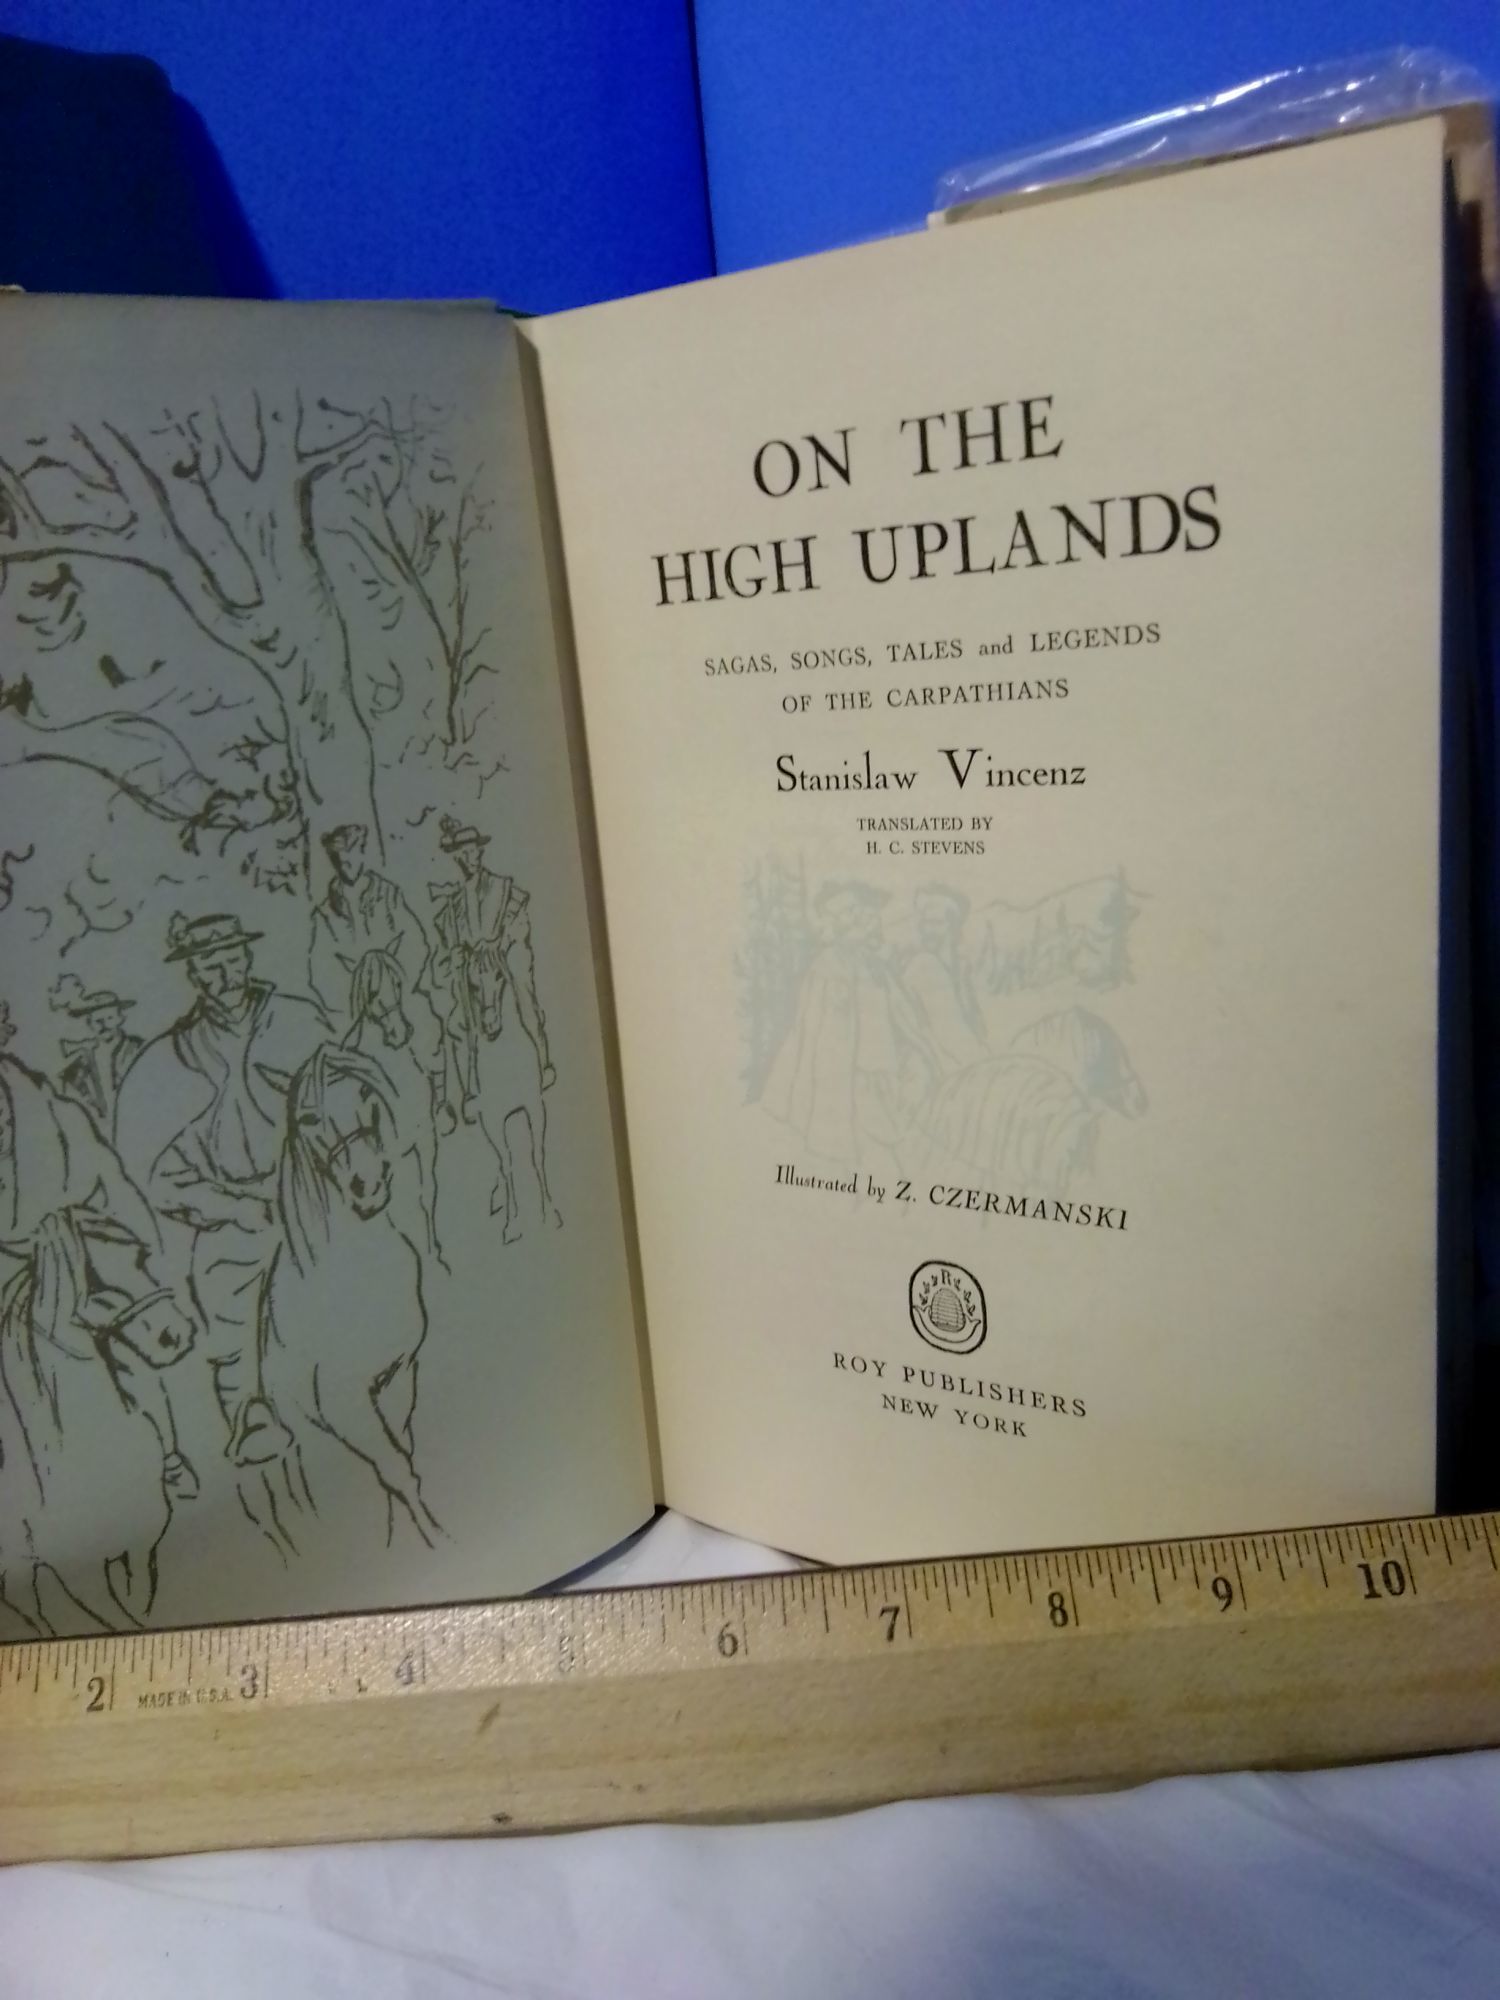 ON THE
HIGH UPLANDS
SAGAS, SONGS, TALES and LEGENDS
OF THE CARPATHIANS
Stanislaw Vincenz
TRANSLATED BY
H. C. STEVENS
Illustrated by Z. CZERMANSKI
R
ROY PUBLISHERS
NEW YORK
2 3 4 5 6 7 8 9 10
MADE IN U.S.A.